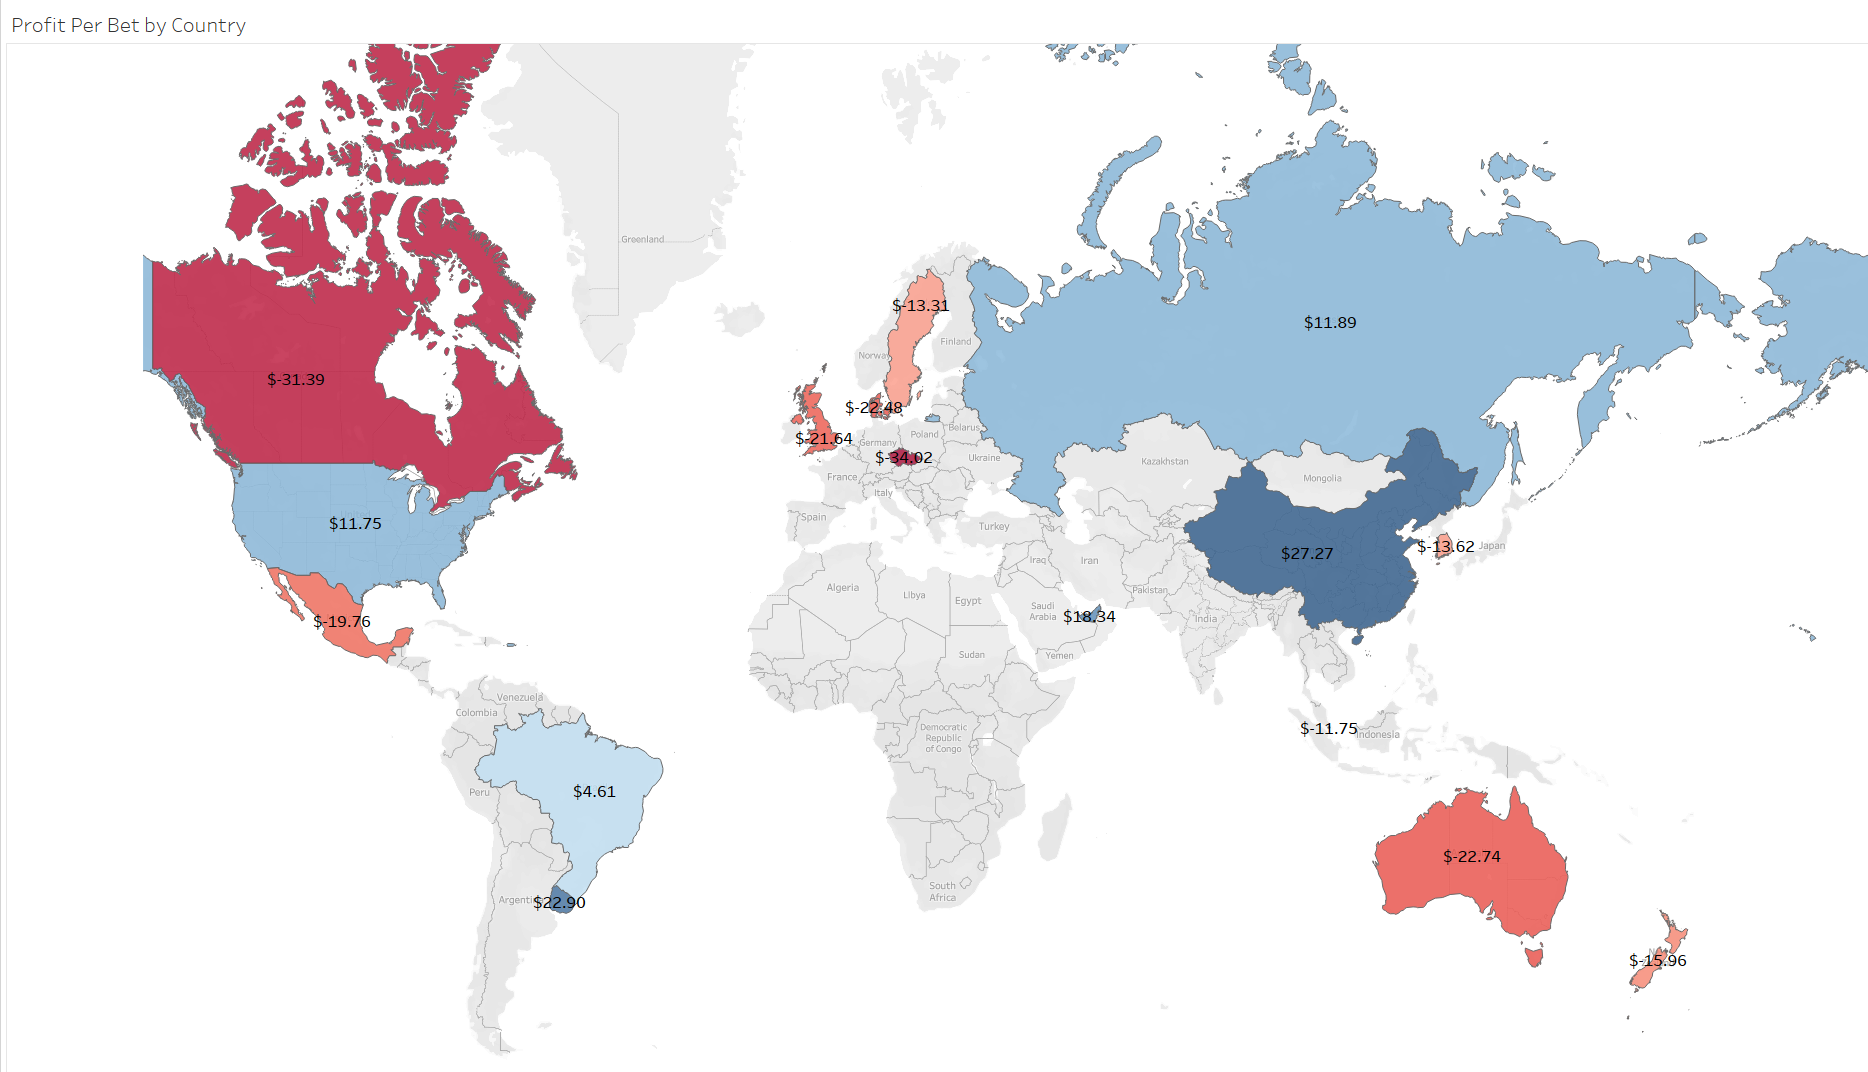 Profit Per Bet by Country
Greenland
$-13.31
$11.89
Finland
Norway
$-31.39
$-22.48
Belarus
Poland
$-21.64
Germany
$-34.02
Ukraine
Kazakhstan
France
Mongolia
Italy
Spain
$11.75
Turkey
$-13.62
Japan
$27.27
Iraq
Iran
Algeria
Pakistan
Libya
Egypt
Saudi
Arabia
$18.34
India
$-19.76
Sudan
Yemen
Venezuela
Colombia
Democratic
Republic
of Congo
$-11.75
Indonesia
Peru
$4.61
$-22.74
South
Africa
Argenti
$22.90
$-15.96